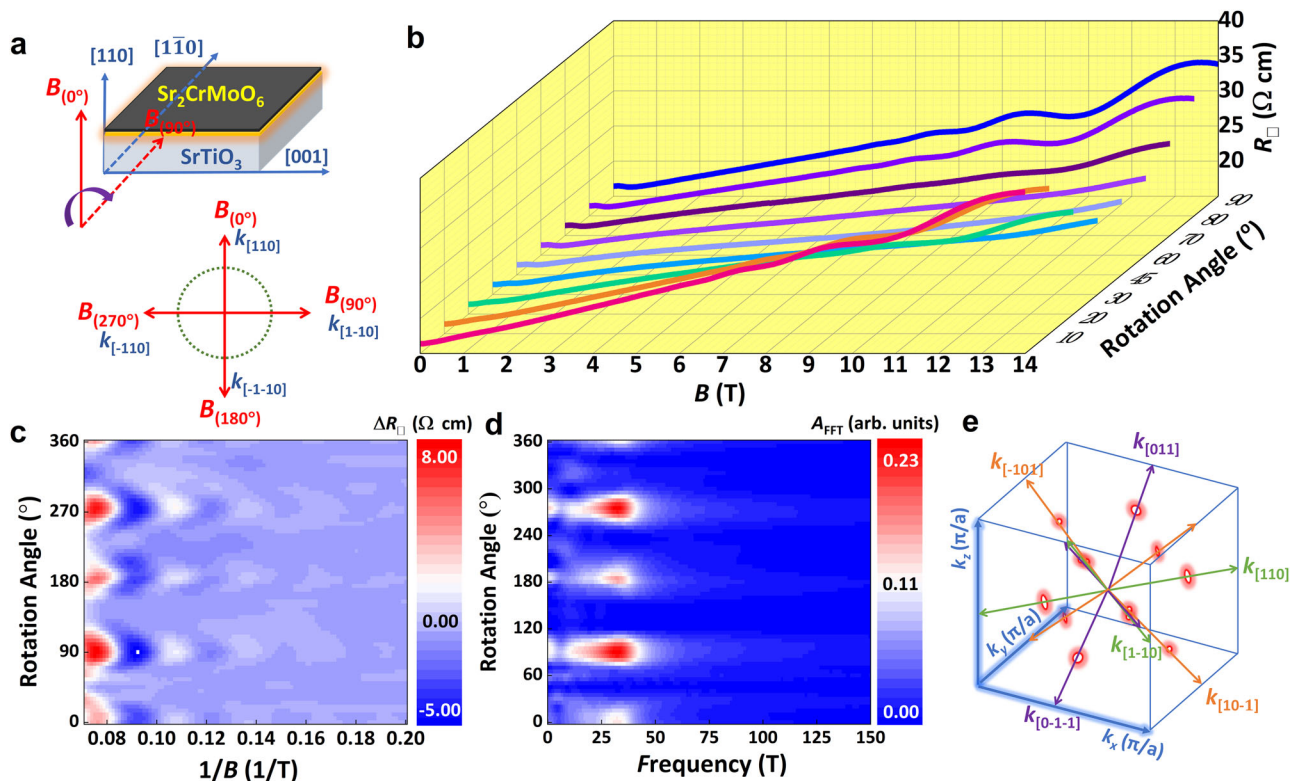 a
[110]
[11̅0]
B(0°)
Sr2CrMoO6
B(90°)
SrTiO3
[001]
B(0°)
k[110]
B(270°)
k[-110]
B(90°)
k[1-10]
k[-1-10]
B(180°)
b
40
35
30
25
20
R□ (Ω cm)
90
80
70
60
45
30
20
10
Rotation Angle (°)
0 1 2 3 4 5 6 7 8 9 10 11 12 13 14
B (T)
c
ΔR□ (Ω cm)
8.00
0.00
-5.00
360
270
180
90
0
Rotation Angle (°)
0.08 0.10 0.12 0.14 0.16 0.18 0.20
1/B (1/T)
d
AFFT (arb. units)
0.23
0.11
0.00
360
300
240
180
120
60
0
Rotation Angle (°)
0 25 50 75 100 125 150
Frequency (T)
e
k[011]
k[-101]
kz (π/a)
k[110]
ky (π/a)
k[1-10]
k[0-1-1]
k[10-1]
kx (π/a)